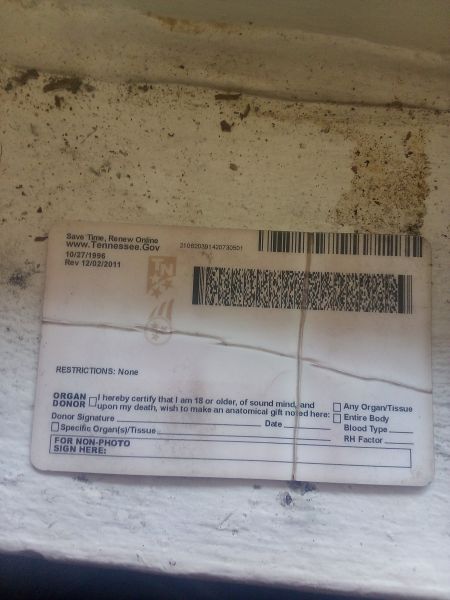 Save Time, Renew Online
www.Tennessee.Gov
10/27/1996
Rev 12/02/2011
210620391420730501
TN
RESTRICTIONS: None
ORGAN DONOR I hereby certify that I am 18 or older, of sound mind, and
upon my death, wish to make an anatomical gift noted here:
Any Organ/Tissue
Entire Body
Donor Signature Date Blood Type
Specific Organ(s)/Tissue RH Factor
FOR NON-PHOTO
SIGN HERE: